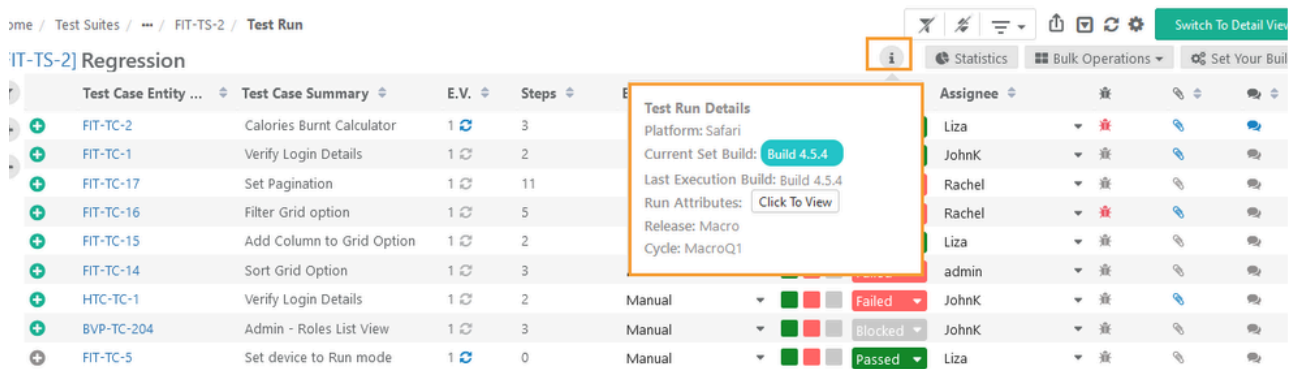 ome / Test Suites / ··· / FIT-TS-2 / Test Run
Switch To Detail View
FIT-TS-2] Regression
i Statistics Bulk Operations Set Your Buil
Test Case Entity ... Test Case Summary E.V. Steps E Assignee
FIT-TC-2 Calories Burnt Calculator 1 3 Liza
FIT-TC-1 Verify Login Details 1 2 JohnK
FIT-TC-17 Set Pagination 1 11 Rachel
FIT-TC-16 Filter Grid option 1 5 Rachel
FIT-TC-15 Add Column to Grid Option 1 2 Liza
FIT-TC-14 Sort Grid Option 1 3 admin
HTC-TC-1 Verify Login Details 1 2 Manual Failed JohnK
BVP-TC-204 Admin - Roles List View 1 3 Manual Blocked JohnK
FIT-TC-5 Set device to Run mode 1 0 Manual Passed Liza
Test Run Details
Platform: Safari
Current Set Build: Build 4.5.4
Last Execution Build: Build 4.5.4
Run Attributes: Click To View
Release: Macro
Cycle: MacroQ1